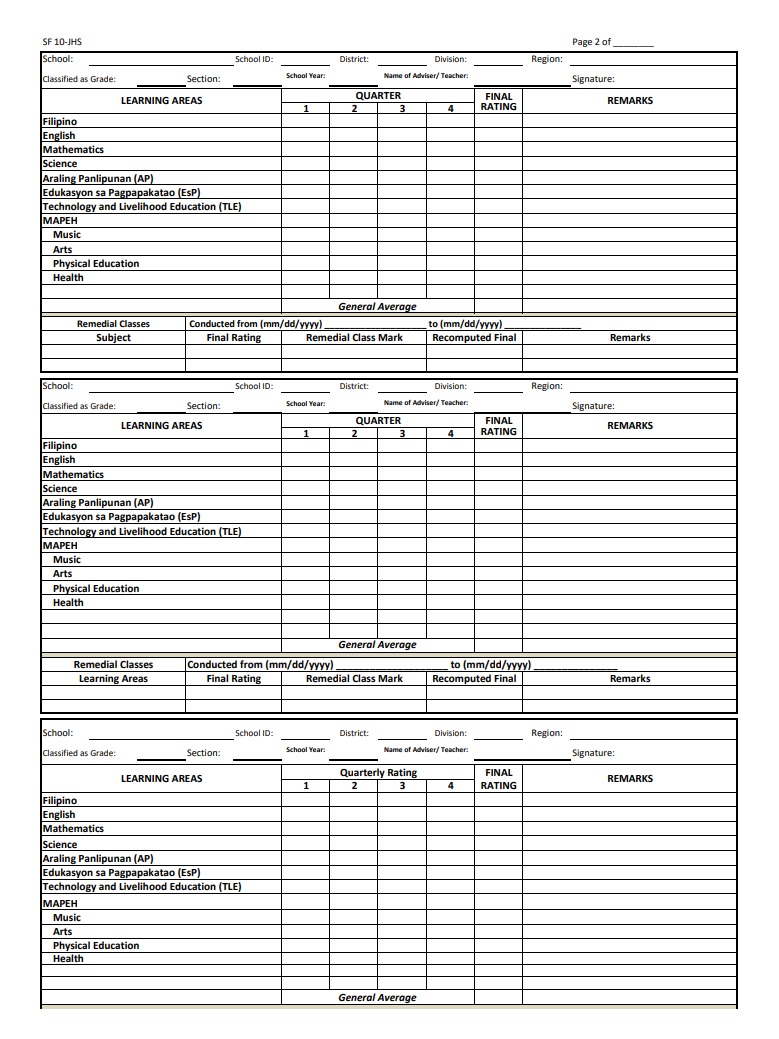 SF 10-JHS Page 2 of ________
School: School ID: District: Division: Region:
Classified as Grade: Section: School Year: Name of Adviser/ Teacher: Signature:
LEARNING AREAS QUARTER FINAL RATING REMARKS
1 2 3 4
Filipino
English
Mathematics
Science
Araling Panlipunan (AP)
Edukasyon sa Pagpapakatao (EsP)
Technology and Livelihood Education (TLE)
MAPEH
Music
Arts
Physical Education
Health
General Average
Remedial Classes Conducted from (mm/dd/yyyy) ____________________ to (mm/dd/yyyy) _______________
Subject Final Rating Remedial Class Mark Recomputed Final Remarks
School: School ID: District: Division: Region:
Classified as Grade: Section: School Year: Name of Adviser/ Teacher: Signature:
LEARNING AREAS QUARTER FINAL RATING REMARKS
1 2 3 4
Filipino
English
Mathematics
Science
Araling Panlipunan (AP)
Edukasyon sa Pagpapakatao (EsP)
Technology and Livelihood Education (TLE)
MAPEH
Music
Arts
Physical Education
Health
General Average
Remedial Classes Conducted from (mm/dd/yyyy) ____________________ to (mm/dd/yyyy) _______________
Learning Areas Final Rating Remedial Class Mark Recomputed Final Remarks
School: School ID: District: Division: Region:
Classified as Grade: Section: School Year: Name of Adviser/ Teacher: Signature:
LEARNING AREAS Quarterly Rating FINAL RATING REMARKS
1 2 3 4
Filipino
English
Mathematics
Science
Araling Panlipunan (AP)
Edukasyon sa Pagpapakatao (EsP)
Technology and Livelihood Education (TLE)
MAPEH
Music
Arts
Physical Education
Health
General Average